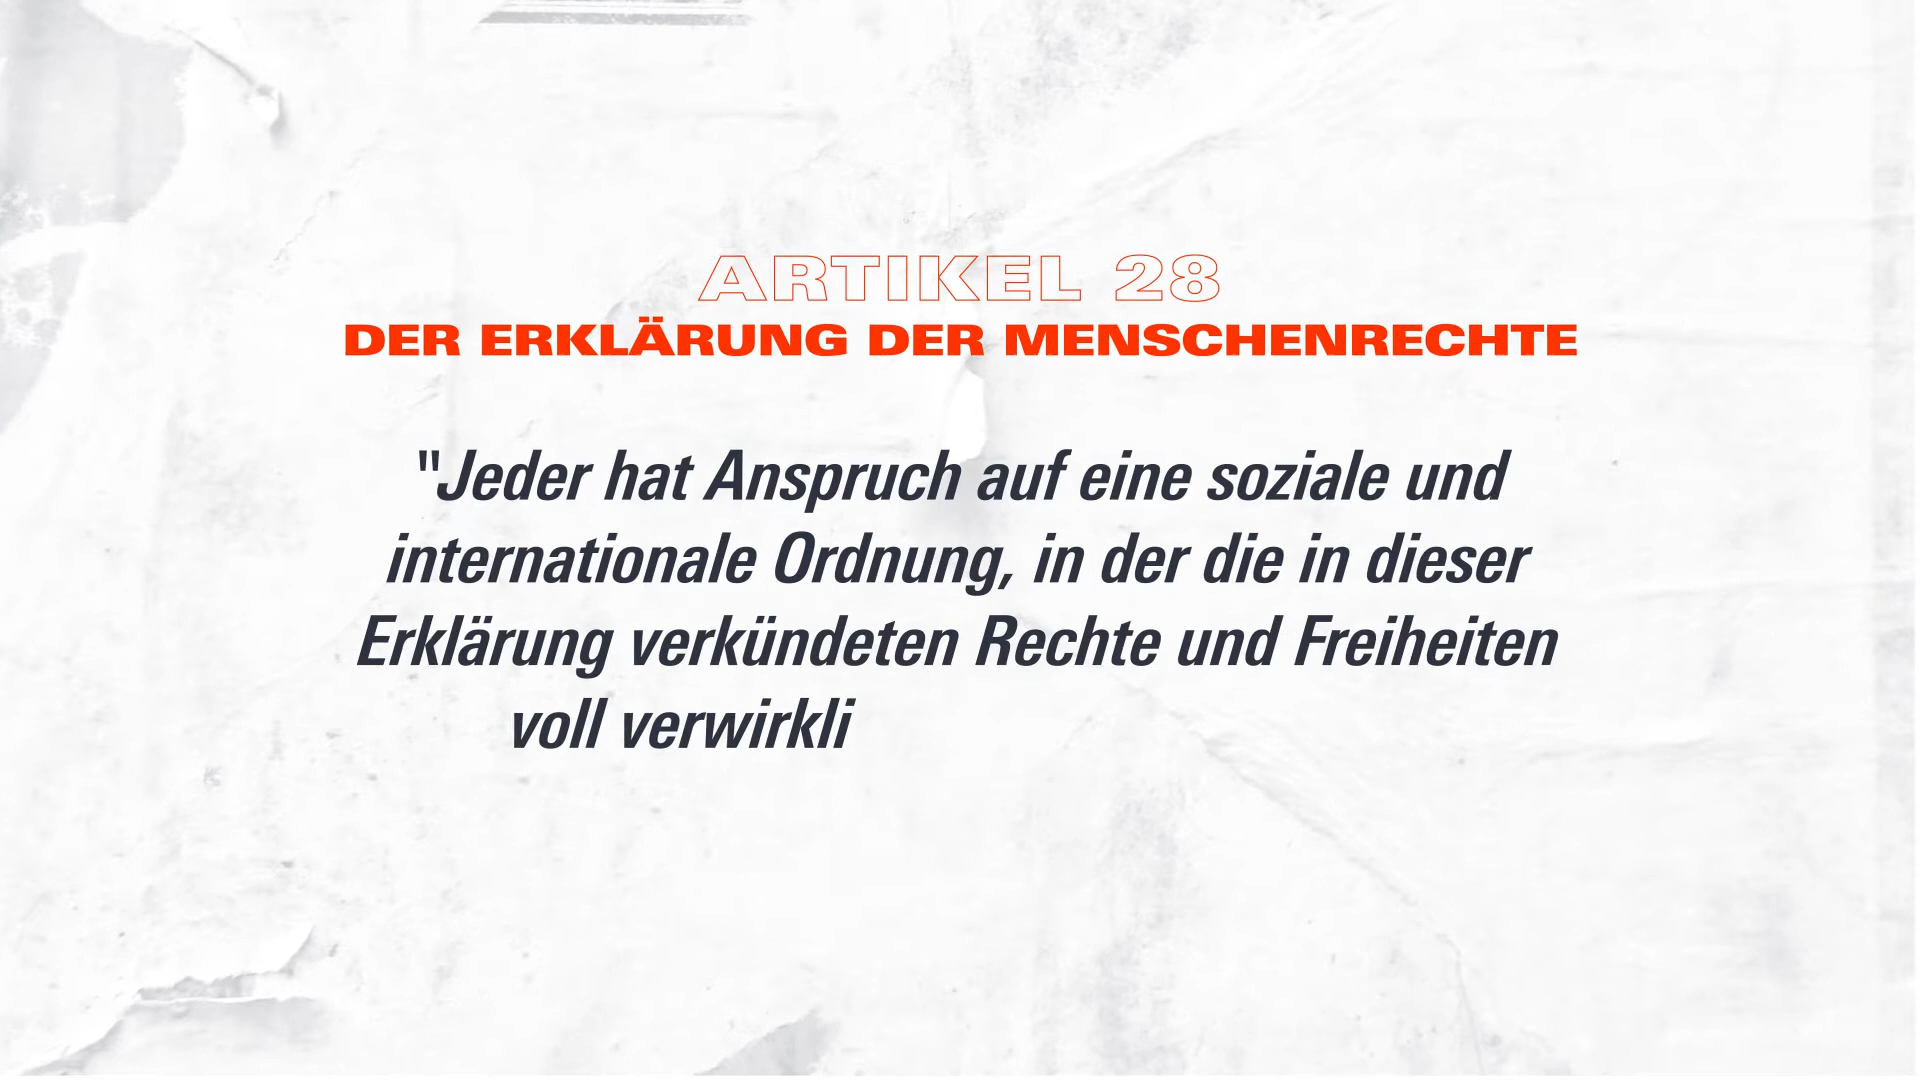 ARTIKEL 28
DER ERKLÄRUNG DER MENSCHENRECHTE
"Jeder hat Anspruch auf eine soziale und
internationale Ordnung, in der die in dieser
Erklärung verkündeten Rechte und Freiheiten
voll verwirkli